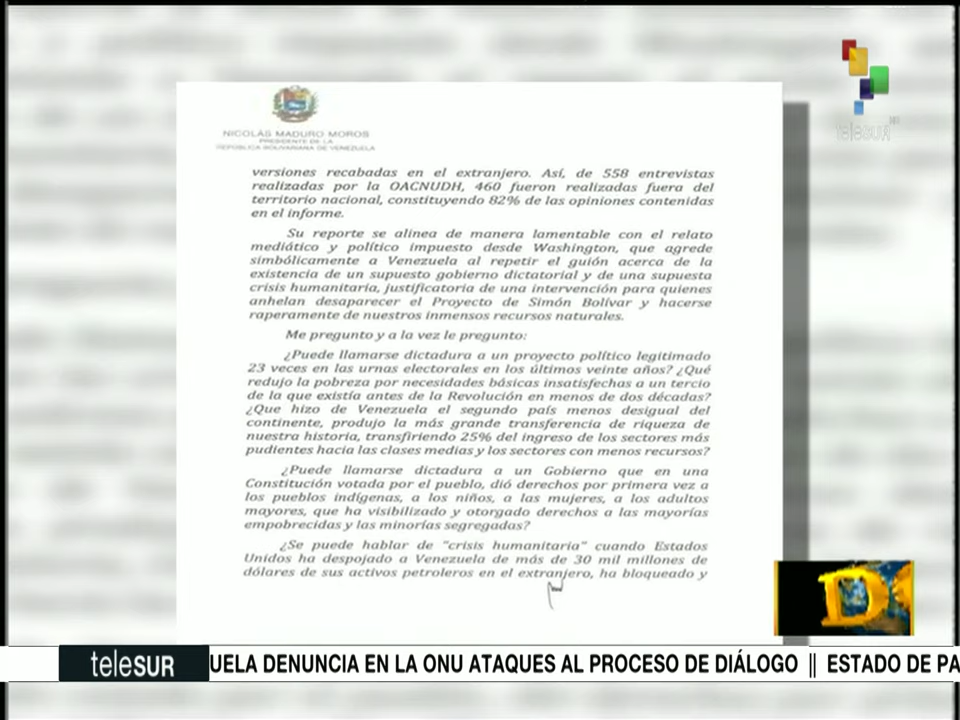 teleSUR
NICOLÁS MADURO MOROS
PRESIDENTE DE LA
REPÚBLICA BOLIVARIANA DE VENEZUELA
versiones recabadas en el extranjero. Así, de 558 entrevistas
realizadas por la OACNUDH, 460 fueron realizadas fuera del
territorio nacional, constituyendo 82% de las opiniones contenidas
en el informe.
Su reporte se alinea de manera lamentable con el relato
mediático y político impuesto desde Washington, que agrede
simbólicamente a Venezuela al repetir el guión acerca de la
existencia de un supuesto gobierno dictatorial y de una supuesta
crisis humanitaria, justificatoria de una intervención para quienes
anhelan desaparecer el Proyecto de Simón Bolívar y hacerse
raperamente de nuestros inmensos recursos naturales.
Me pregunto y a la vez le pregunto:
¿Puede llamarse dictadura a un proyecto político legitimado
23 veces en las urnas electorales en los últimos veinte años? ¿Qué
redujo la pobreza por necesidades básicas insatisfechas a un tercio
de la que existía antes de la Revolución en menos de dos décadas?
¿Que hizo de Venezuela el segundo país menos desigual del
continente, produjo la más grande transferencia de riqueza de
nuestra historia, transfiriendo 25% del ingreso de los sectores más
pudientes hacia las clases medias y los sectores con menos recursos?
¿Puede llamarse dictadura a un Gobierno que en una
Constitución votada por el pueblo, dió derechos por primera vez a
los pueblos indígenas, a los niños, a las mujeres, a los adultos
mayores, que ha visibilizado y otorgado derechos a las mayorías
empobrecidas y las minorías segregadas?
¿Se puede hablar de "crisis humanitaria" cuando Estados
Unidos ha despojado a Venezuela de más de 30 mil millones de
dólares de sus activos petroleros en el extranjero, ha bloqueado y
D
teleSUR UELA DENUNCIA EN LA ONU ATAQUES AL PROCESO DE DIÁLOGO || ESTADO DE PA